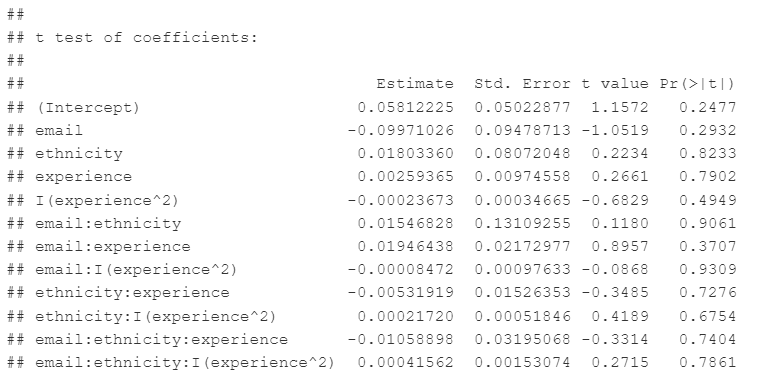 ##
## t test of coefficients:
##
## Estimate Std. Error t value Pr(>|t|)
## (Intercept) 0.05812225 0.05022877 1.1572 0.2477
## email -0.09971026 0.09478713 -1.0519 0.2932
## ethnicity 0.01803360 0.08072048 0.2234 0.8233
## experience 0.00259365 0.00974558 0.2661 0.7902
## I(experience^2) -0.00023673 0.00034665 -0.6829 0.4949
## email:ethnicity 0.01546828 0.13109255 0.1180 0.9061
## email:experience 0.01946438 0.02172977 0.8957 0.3707
## email:I(experience^2) -0.00008472 0.00097633 -0.0868 0.9309
## ethnicity:experience -0.00531919 0.01526353 -0.3485 0.7276
## ethnicity:I(experience^2) 0.00021720 0.00051846 0.4189 0.6754
## email:ethnicity:experience -0.01058898 0.03195068 -0.3314 0.7404
## email:ethnicity:I(experience^2) 0.00041562 0.00153074 0.2715 0.7861